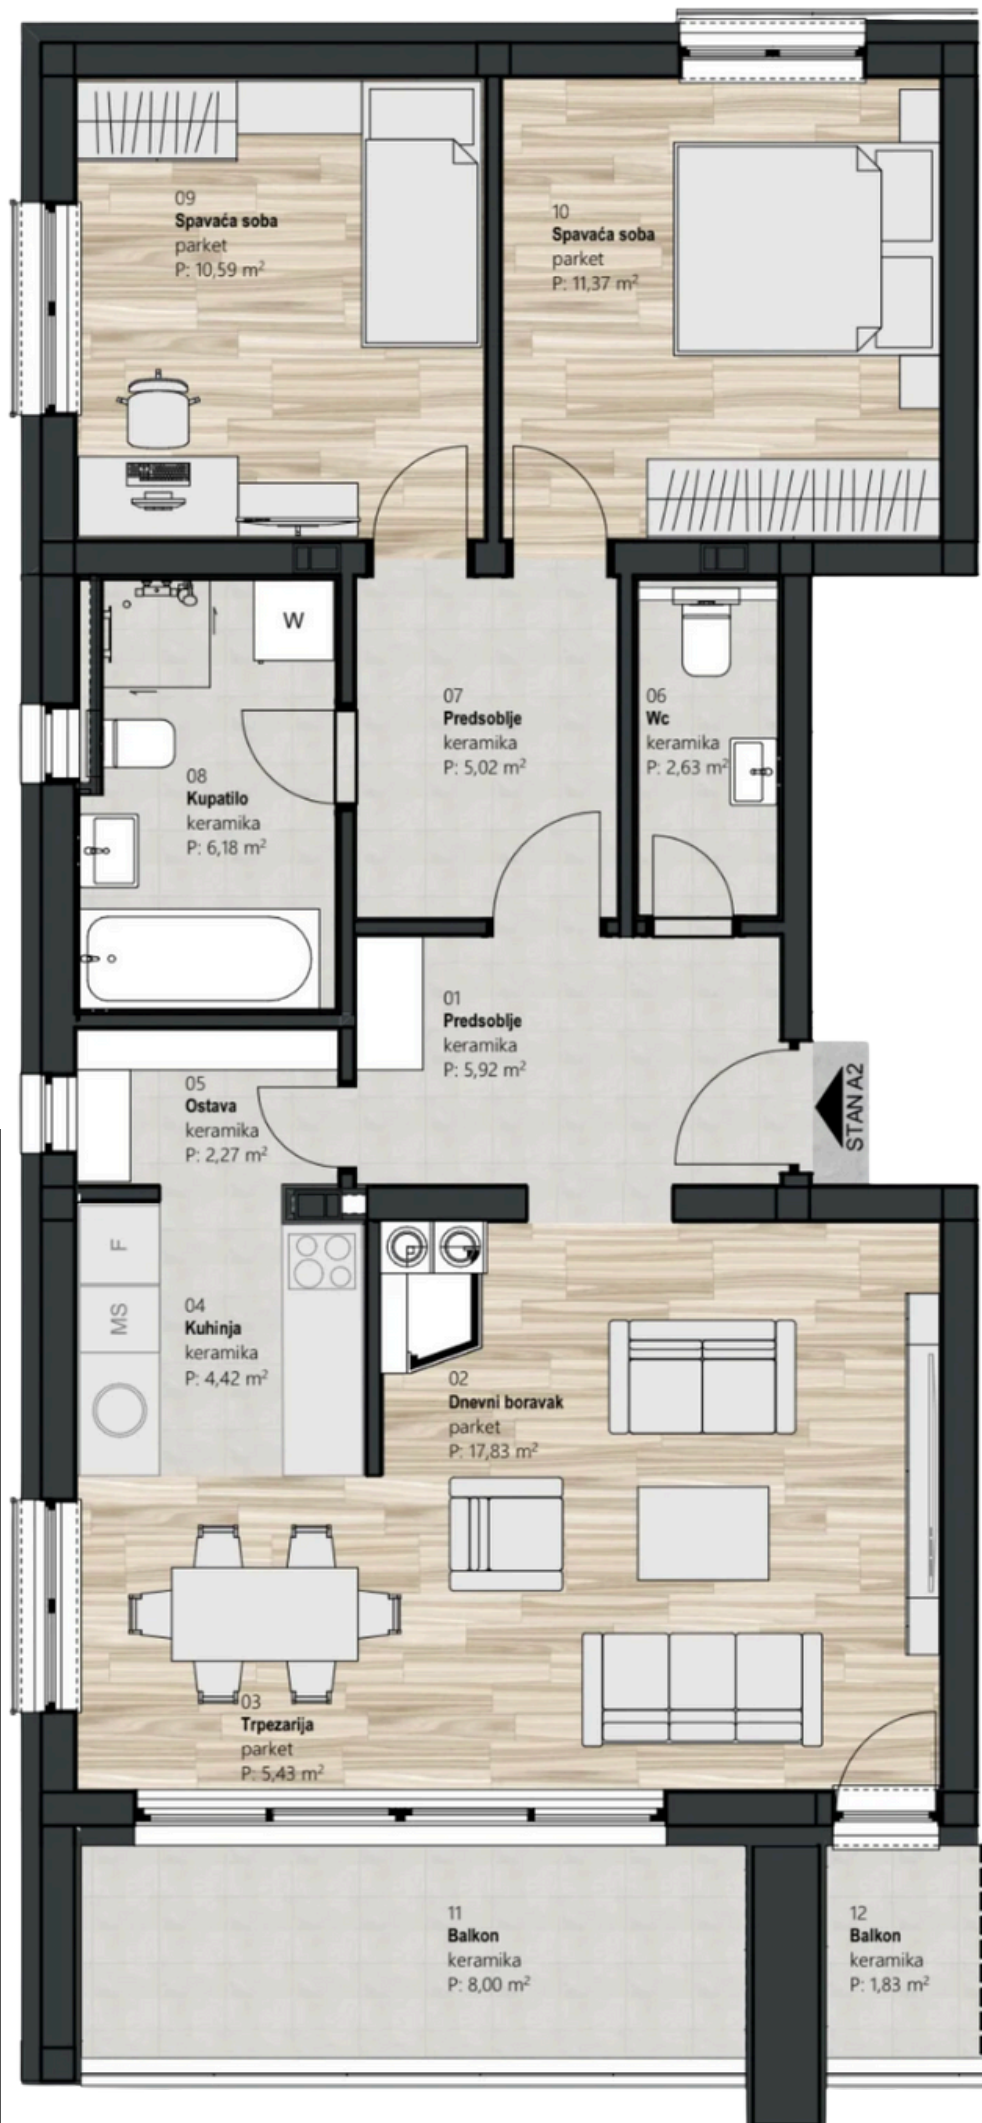 09
Spavaća soba
parket
P: 10,59 m²
10
Spavaća soba
parket
P: 11,37 m²
W
07
Predsoblje
keramika
P: 5,02 m²
06
Wc
keramika
P: 2,63 m²
08
Kupatilo
keramika
P: 6,18 m²
01
Predsoblje
keramika
P: 5,92 m²
STAN A2
05
Ostava
keramika
P: 2,27 m²
F
MS
04
Kuhinja
keramika
P: 4,42 m²
02
Dnevni boravak
parket
P: 17,83 m²
03
Trpezarija
parket
P: 5,43 m²
11
Balkon
keramika
P: 8,00 m²
12
Balkon
keramika
P: 1,83 m²